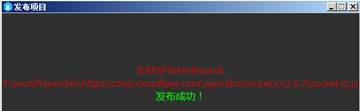 发布项目
[ERR]FileNotFound:
F:\mutiPlayer\bin\https:cdnjs.cloudflare.com\ajax\libs\socket.io\2.0.2\socket.io.js
发布成功！